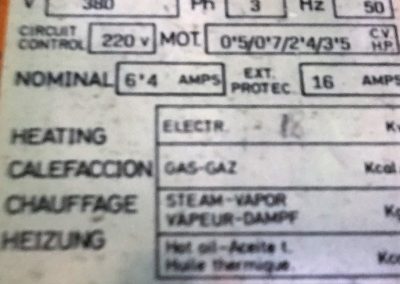 V 380 Ph 3 Hz 50
CIRCUIT CONTROL 220 v MOT. 0'5/0'7/2'4/3'5 C.V. H.P.
NOMINAL 6'4 AMPS EXT. PROTEC. 16 AMPS
HEATING ELECTR. 18 K
CALEFACCION GAS-GAZ Kcal.
CHAUFFAGE STEAM-VAPOR VAPEUR-DAMPF K
HEIZUNG Hot oil-Aceite t. Huile thermique. Kc